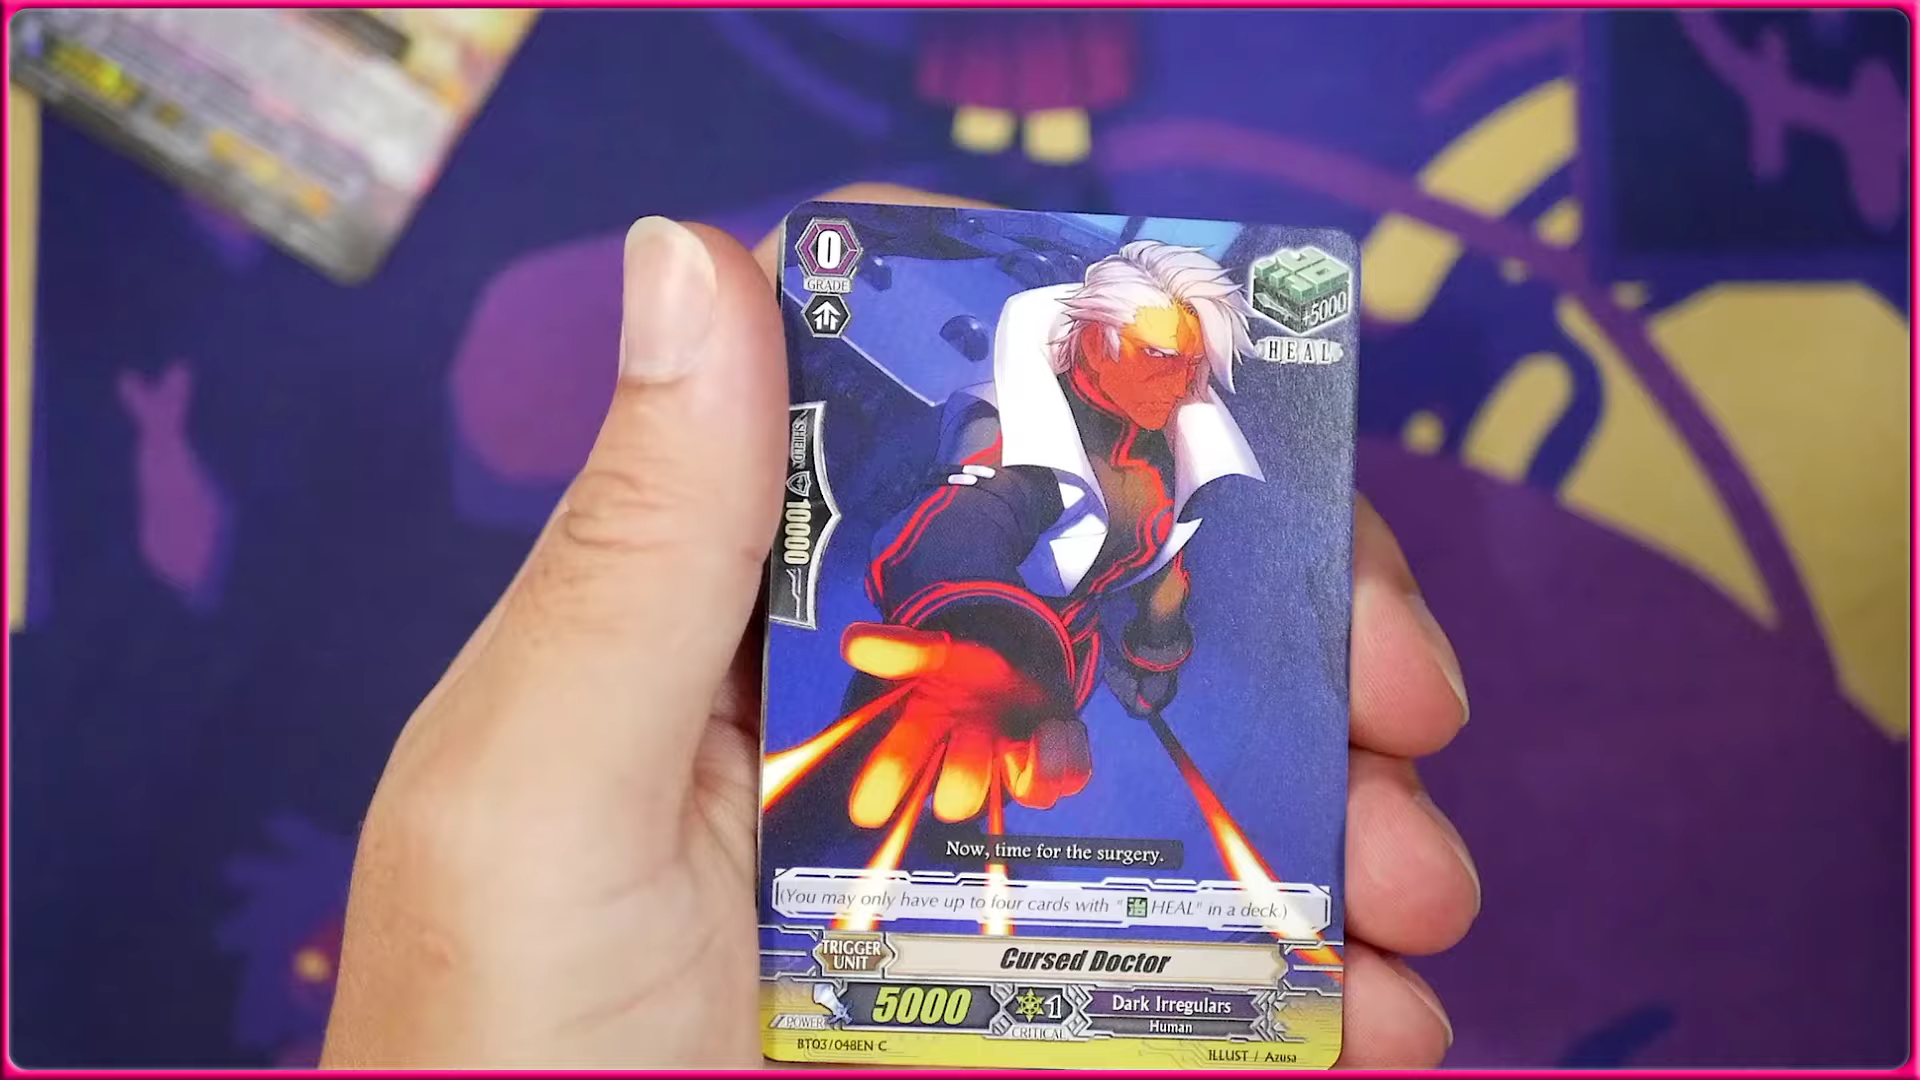 0
GRADE
+5000
HEAL
SHIELD
10000
Now, time for the surgery.
(You may only have up to four cards with "治 HEAL" in a deck.)
TRIGGER
UNIT
Cursed Doctor
POWER
5000
1
CRITICAL
Dark Irregulars
Human
BT03/048EN C
ILLUST / Azusa